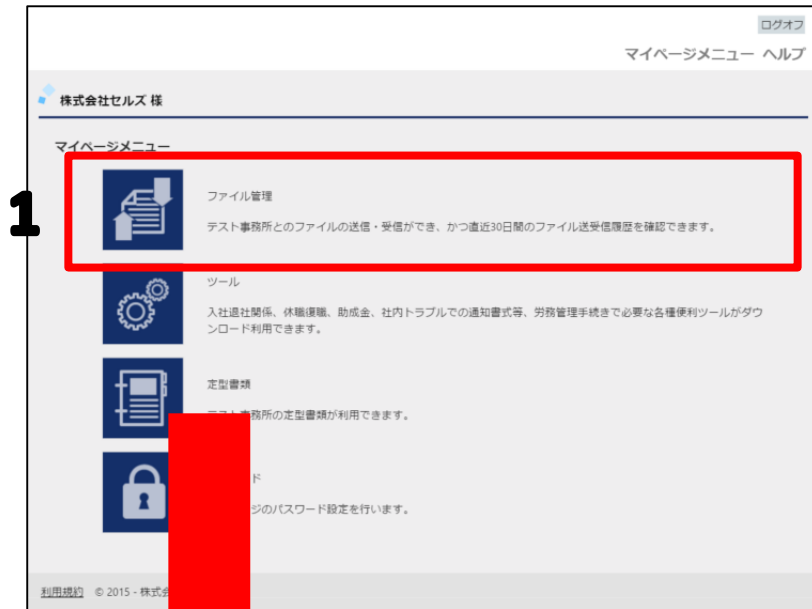 ログオフ
マイページメニュー ヘルプ
株式会社セルズ 様
マイページメニュー
1
ファイル管理
テスト事務所とのファイルの送信・受信ができ、かつ直近30日間のファイル送受信履歴を確認できます。
ツール
入社退社関係、休職復職、助成金、社内トラブルでの通知書式等、労務管理手続きで必要な各種便利ツールがダウ
ンロード利用できます。
定型書類
事務所の定型書類が利用できます。
ド
ジのパスワード設定を行います。
利用規約 © 2015 - 株式会